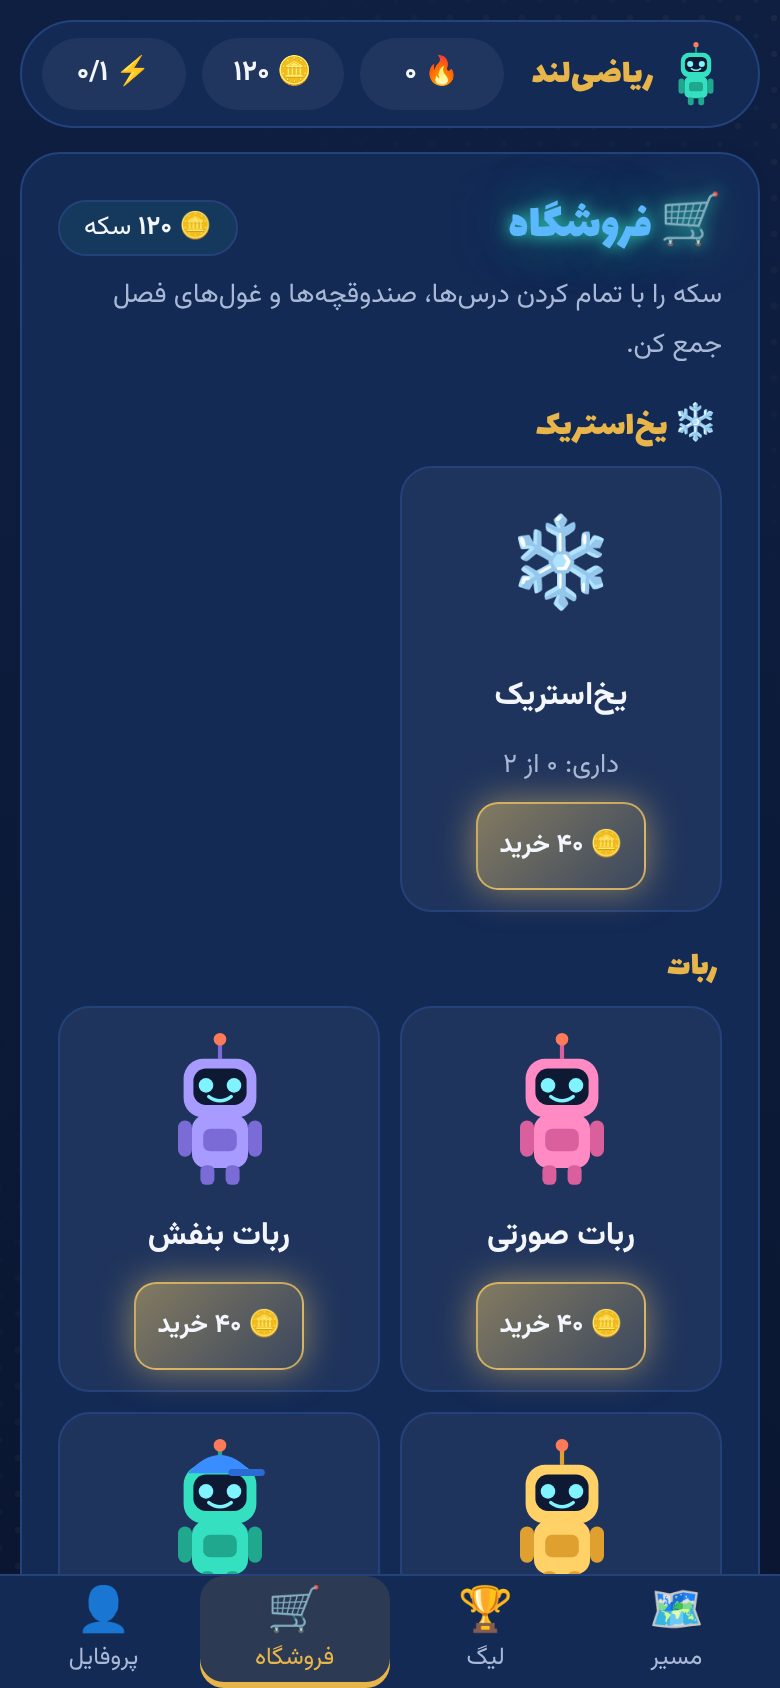 ریاضی‌لند
۰
۱۲۰
۰/۱
فروشگاه
۱۲۰ سکه
سکه را با تمام کردن درس‌ها، صندوقچه‌ها و غول‌های فصل
جمع کن.
یخ‌استریک
یخ‌استریک
داری: ۰ از ۲
۴۰ خرید
ربات
ربات صورتی
۴۰ خرید
ربات بنفش
۴۰ خرید
مسیر
لیگ
فروشگاه
پروفایل